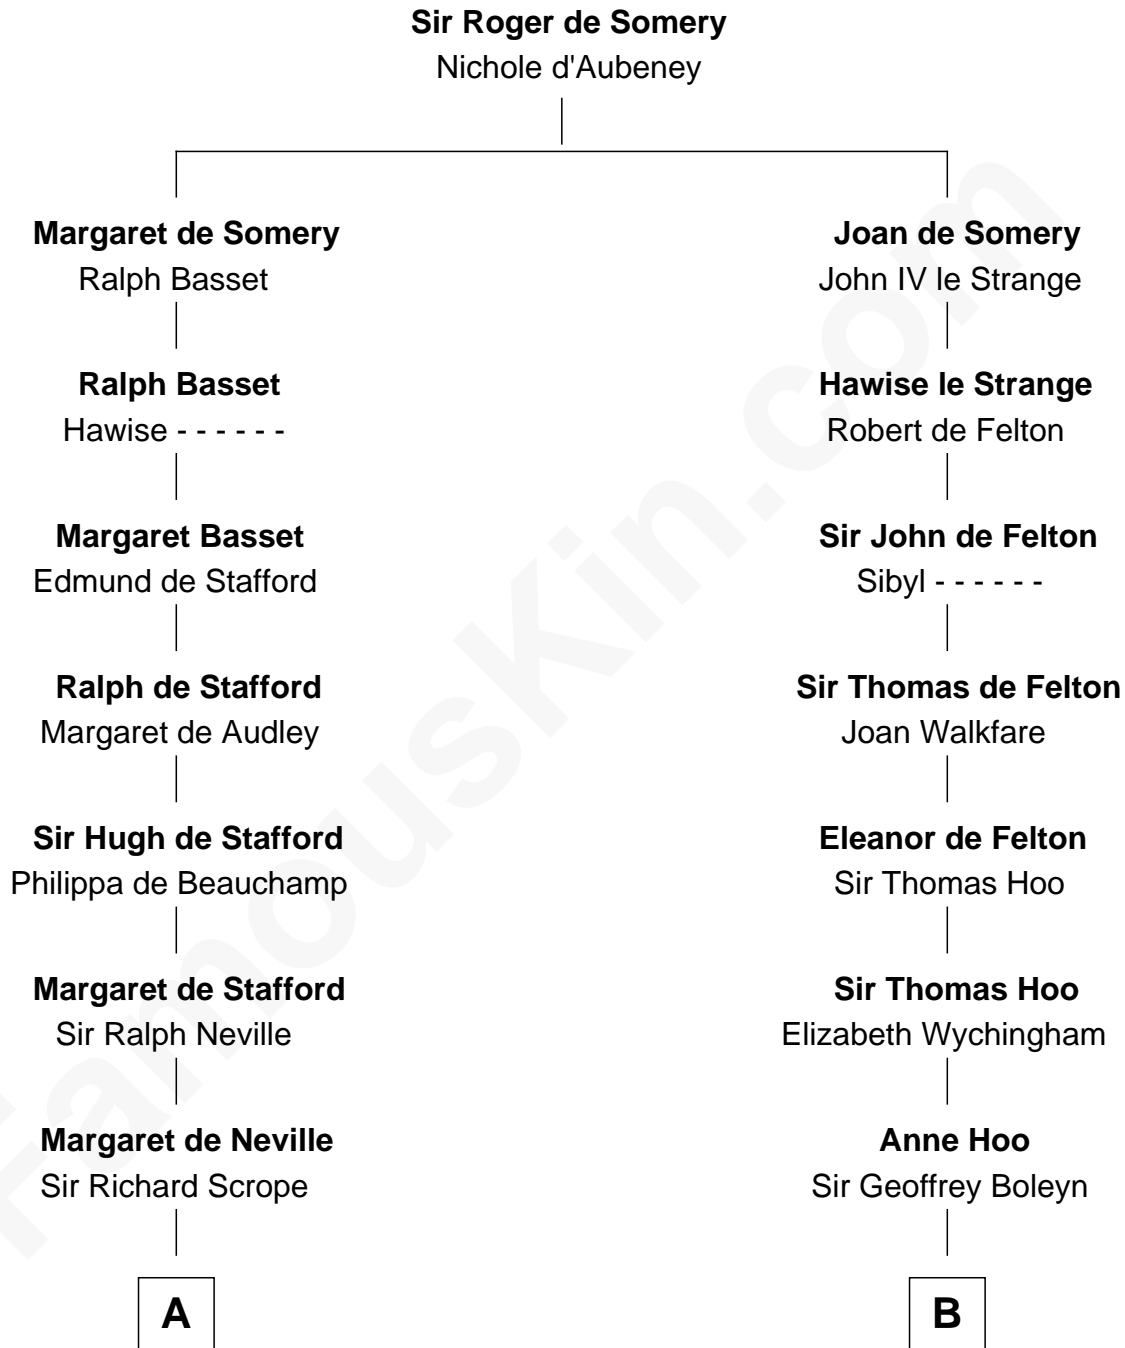 Sir Roger de Somery
Nichole d'Aubeney
Margaret de Somery
Ralph Basset
Ralph Basset
Hawise - - - - - -
Margaret Basset
Edmund de Stafford
Ralph de Stafford
Margaret de Audley
Sir Hugh de Stafford
Philippa de Beauchamp
Margaret de Stafford
Sir Ralph Neville
Margaret de Neville
Sir Richard Scrope
A
Joan de Somery
John IV le Strange
Hawise le Strange
Robert de Felton
Sir John de Felton
Sibyl - - - - - -
Sir Thomas de Felton
Joan Walkfare
Eleanor de Felton
Sir Thomas Hoo
Sir Thomas Hoo
Elizabeth Wychingham
Anne Hoo
Sir Geoffrey Boleyn
B
FamousKin.com